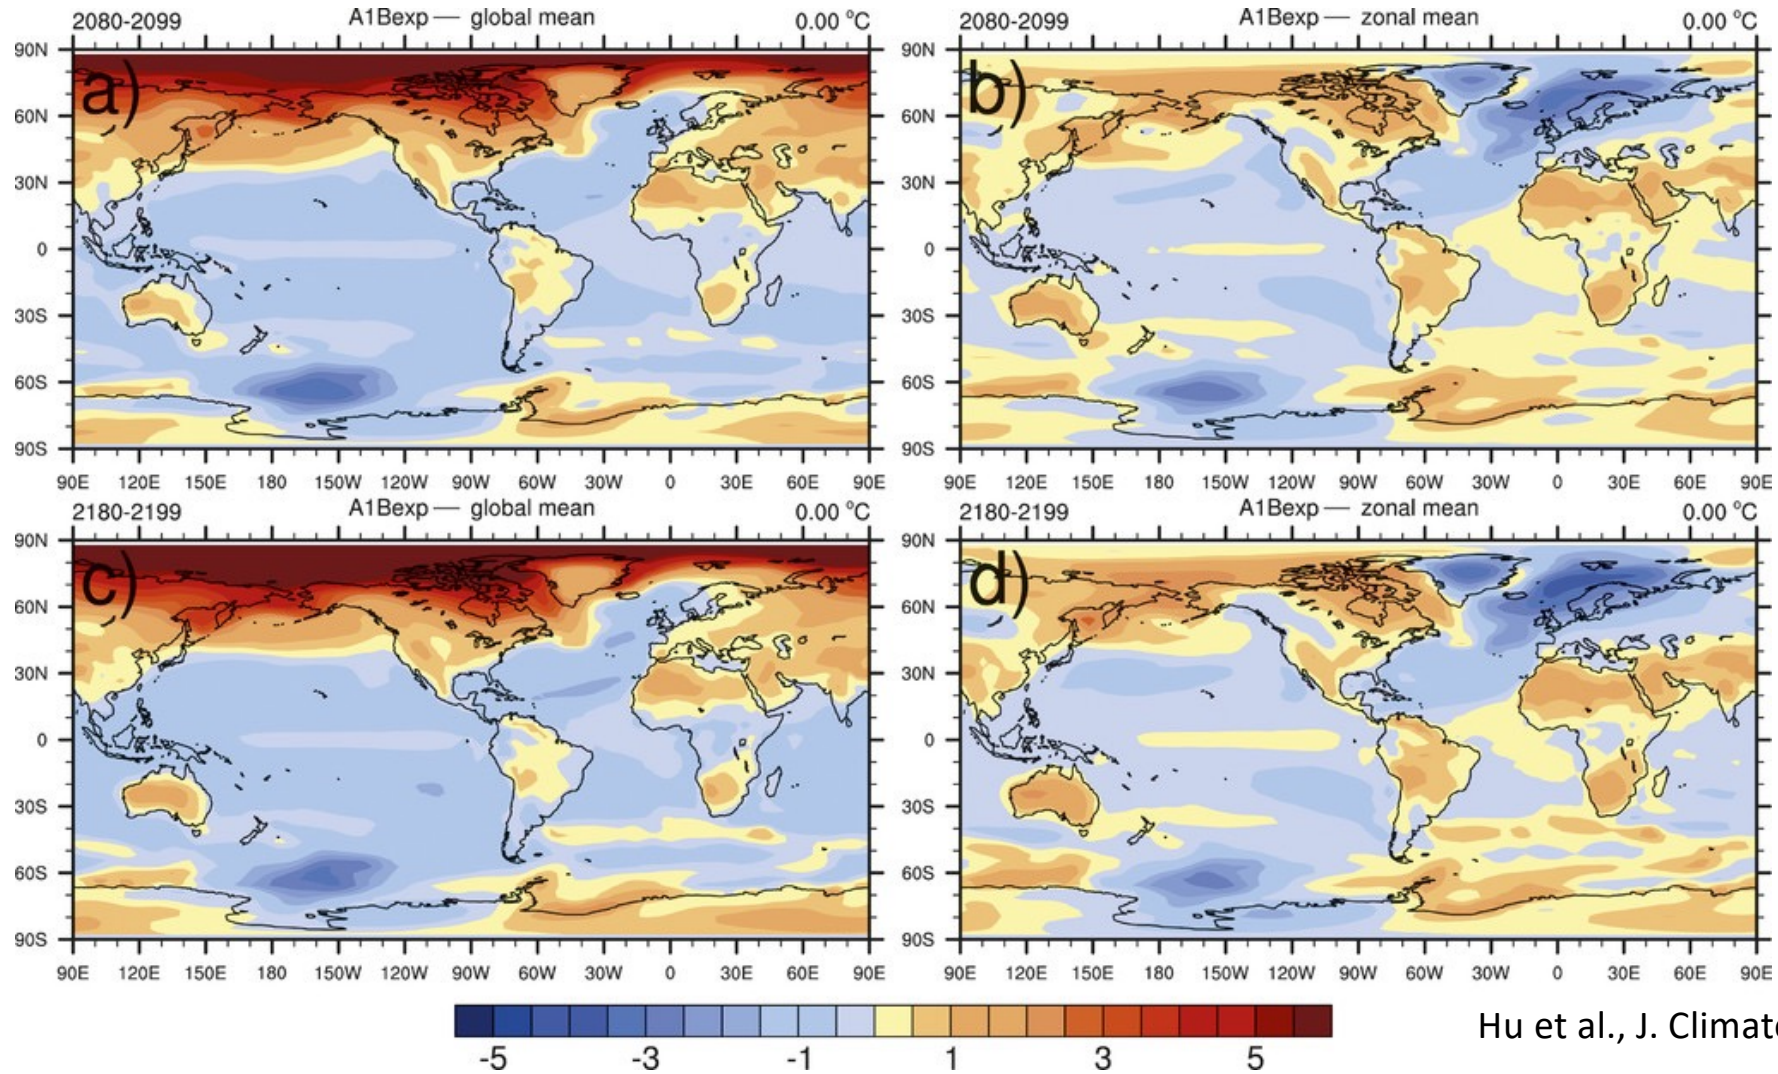 2080-2099 A1Bexp — global mean 0.00 °C
2080-2099 A1Bexp — zonal mean 0.00 °C
a)
90N
60N
30N
0
30S
60S
90S
90E 120E 150E 180 150W 120W 90W 60W 30W 0 30E 60E 90E
b)
90N
60N
30N
0
30S
60S
90S
90E 120E 150E 180 150W 120W 90W 60W 30W 0 30E 60E 90E
2180-2199 A1Bexp — global mean 0.00 °C
2180-2199 A1Bexp — zonal mean 0.00 °C
c)
90N
60N
30N
0
30S
60S
90S
90E 120E 150E 180 150W 120W 90W 60W 30W 0 30E 60E 90E
d)
90N
60N
30N
0
30S
60S
90S
90E 120E 150E 180 150W 120W 90W 60W 30W 0 30E 60E 90E
-5 -3 -1 1 3 5
Hu et al., J. Climate